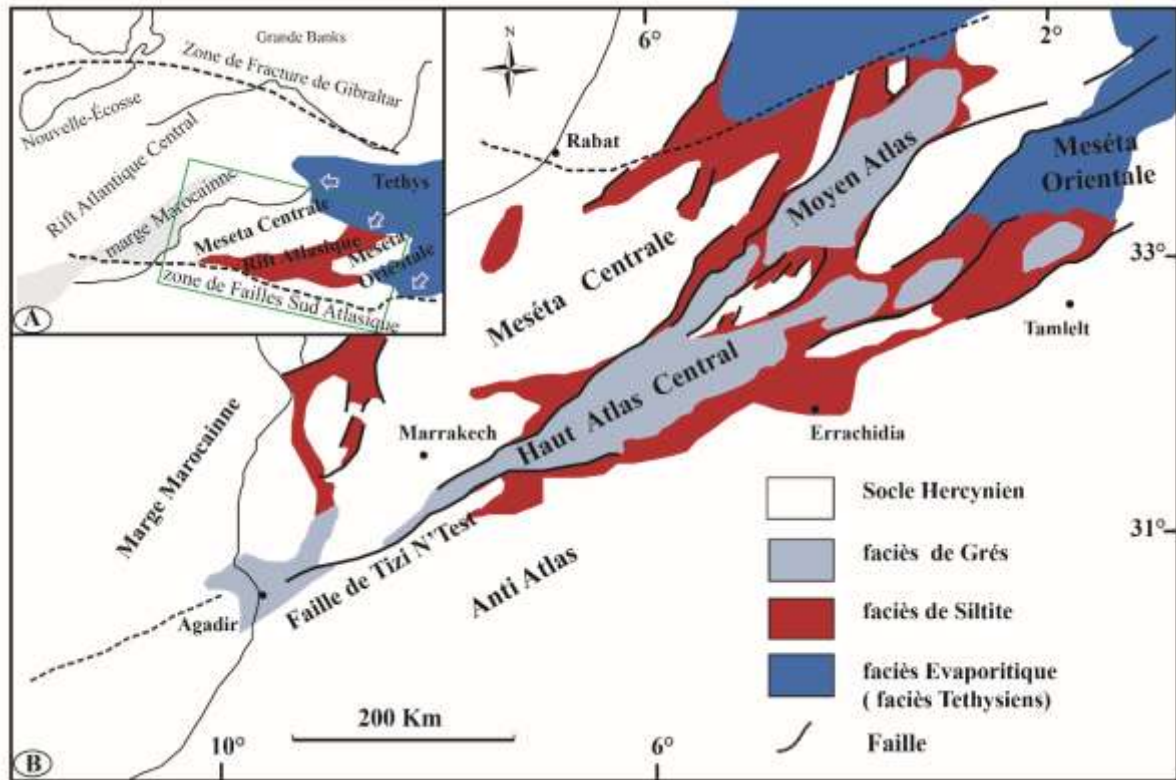 Grande Banks
Zone de Fracture de Gibraltar
Nouvelle-Écosse
Rift Atlantique Central
marge Marocainne
Tethys
Meseta Centrale
Rift Atlasique
Meseta
Orientale
zone de Failles Sud Atlasique
A
N
6°
2°
Rabat
Moyen Atlas
Meséta
Orientale
33°
Meséta Centrale
Tamlelt
Haut Atlas Central
Marrakech
Errachidia
Marge Marocainne
Socle Hercynien
31°
faciès de Grés
Faille de Tizi N'Test
Anti Atlas
faciès de Siltite
Agadir
faciès Evaporitique
( faciès Tethysiens)
200 Km
Faille
B
10°
6°